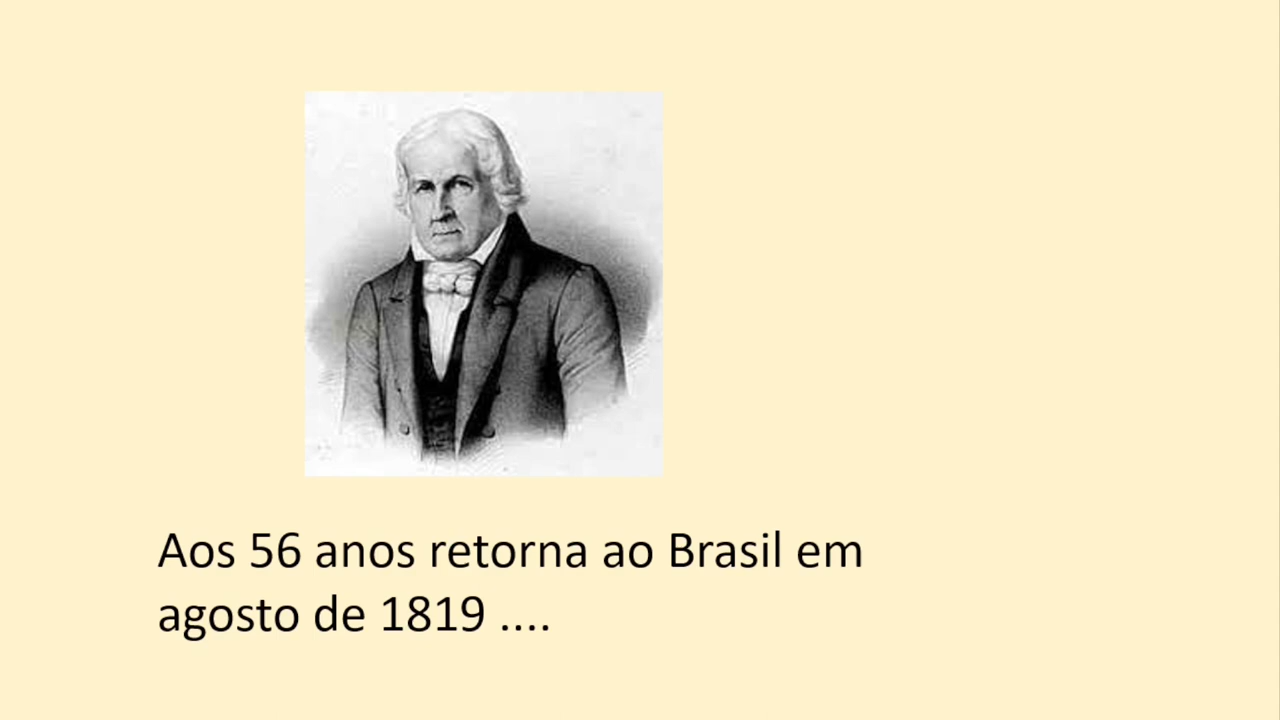 Aos 56 anos retorna ao Brasil em
agosto de 1819 ....